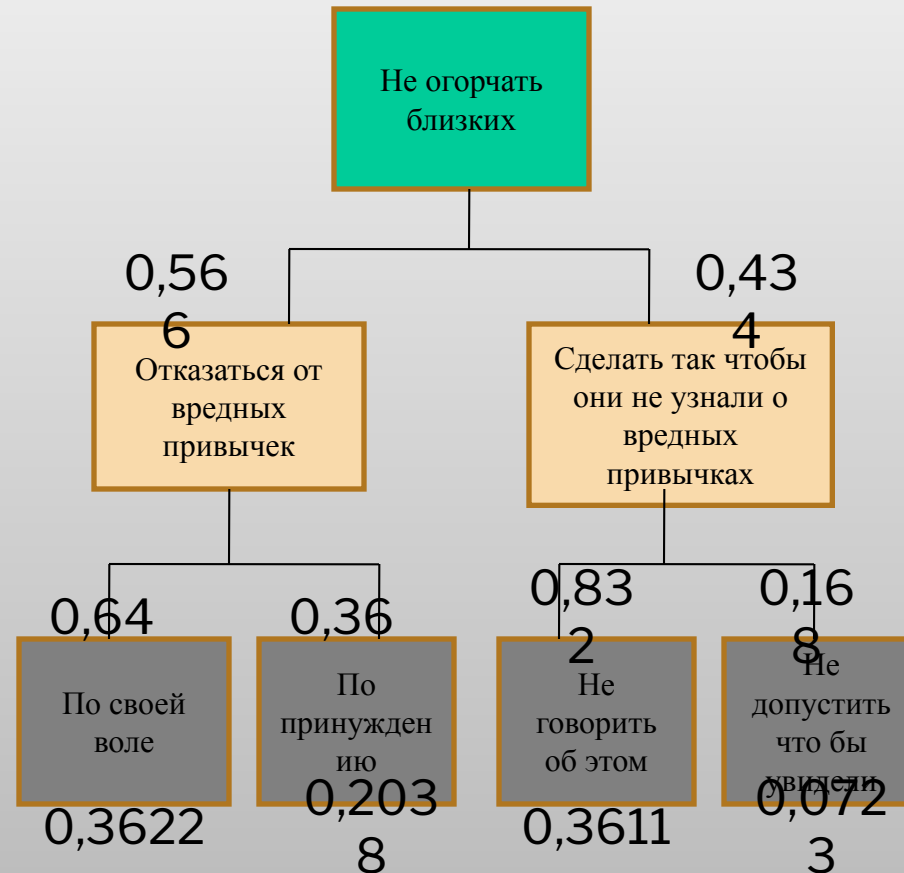 Не огорчать
близких
0,56
6
0,43
4
Отказаться от
вредных
привычек
Сделать так чтобы
они не узнали о
вредных
привычках
0,64
0,36
0,83
2
0,16
8
По своей
воле
По
принужден
ию
Не
говорить
об этом
Не
допустить
что бы
увидели
0,3622
0,203
8
0,3611
0,072
3